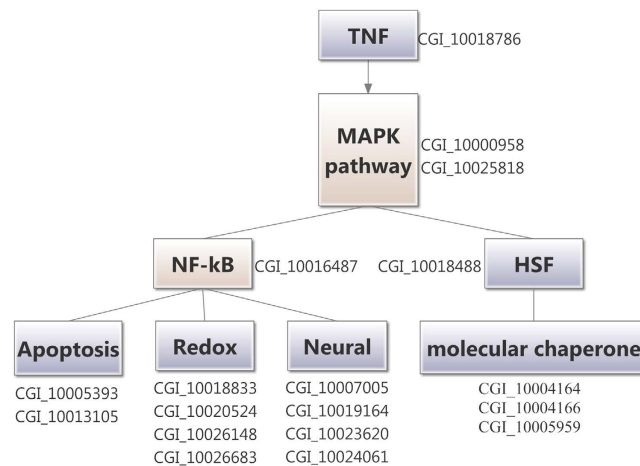 TNF
CGI_10018786
MAPK
pathway
CGI_10000958
CGI_10025818
NF-kB
CGI_10016487
CGI_10018488
HSF
Apoptosis
CGI_10005393
CGI_10013105
Redox
CGI_10018833
CGI_10020524
CGI_10026148
CGI_10026683
Neural
CGI_10007005
CGI_10019164
CGI_10023620
CGI_10024061
molecular chaperone
CGI_10004164
CGI_10004166
CGI_10005959